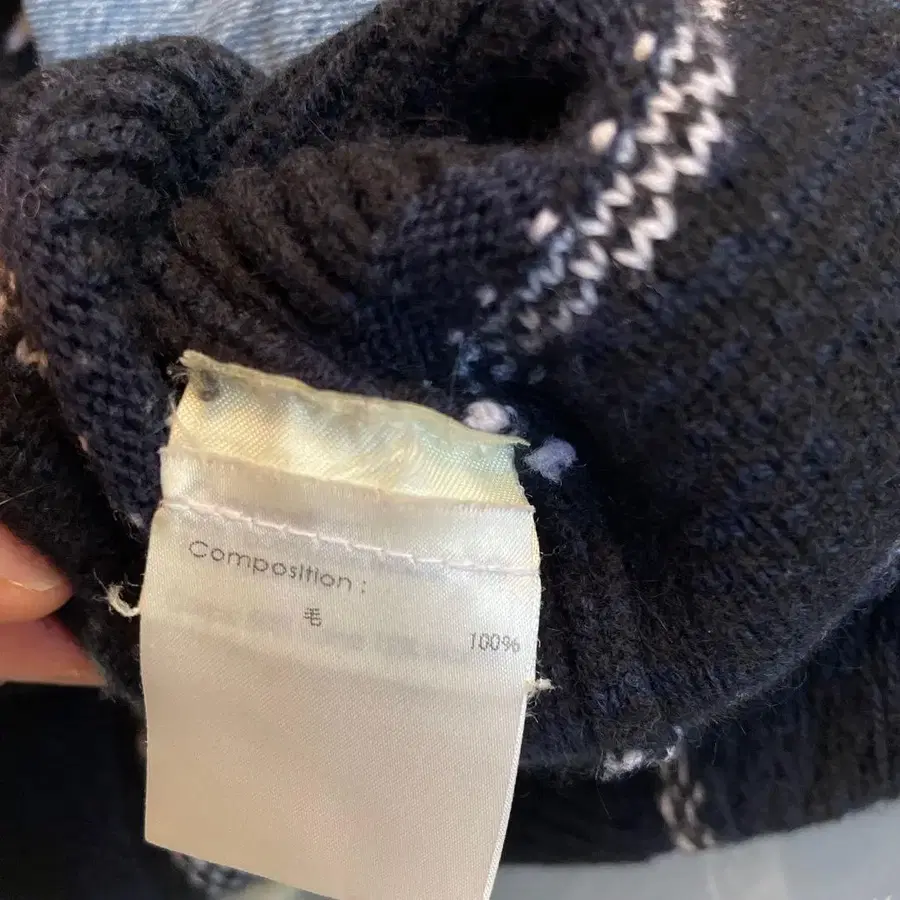 Composition :
毛 100%